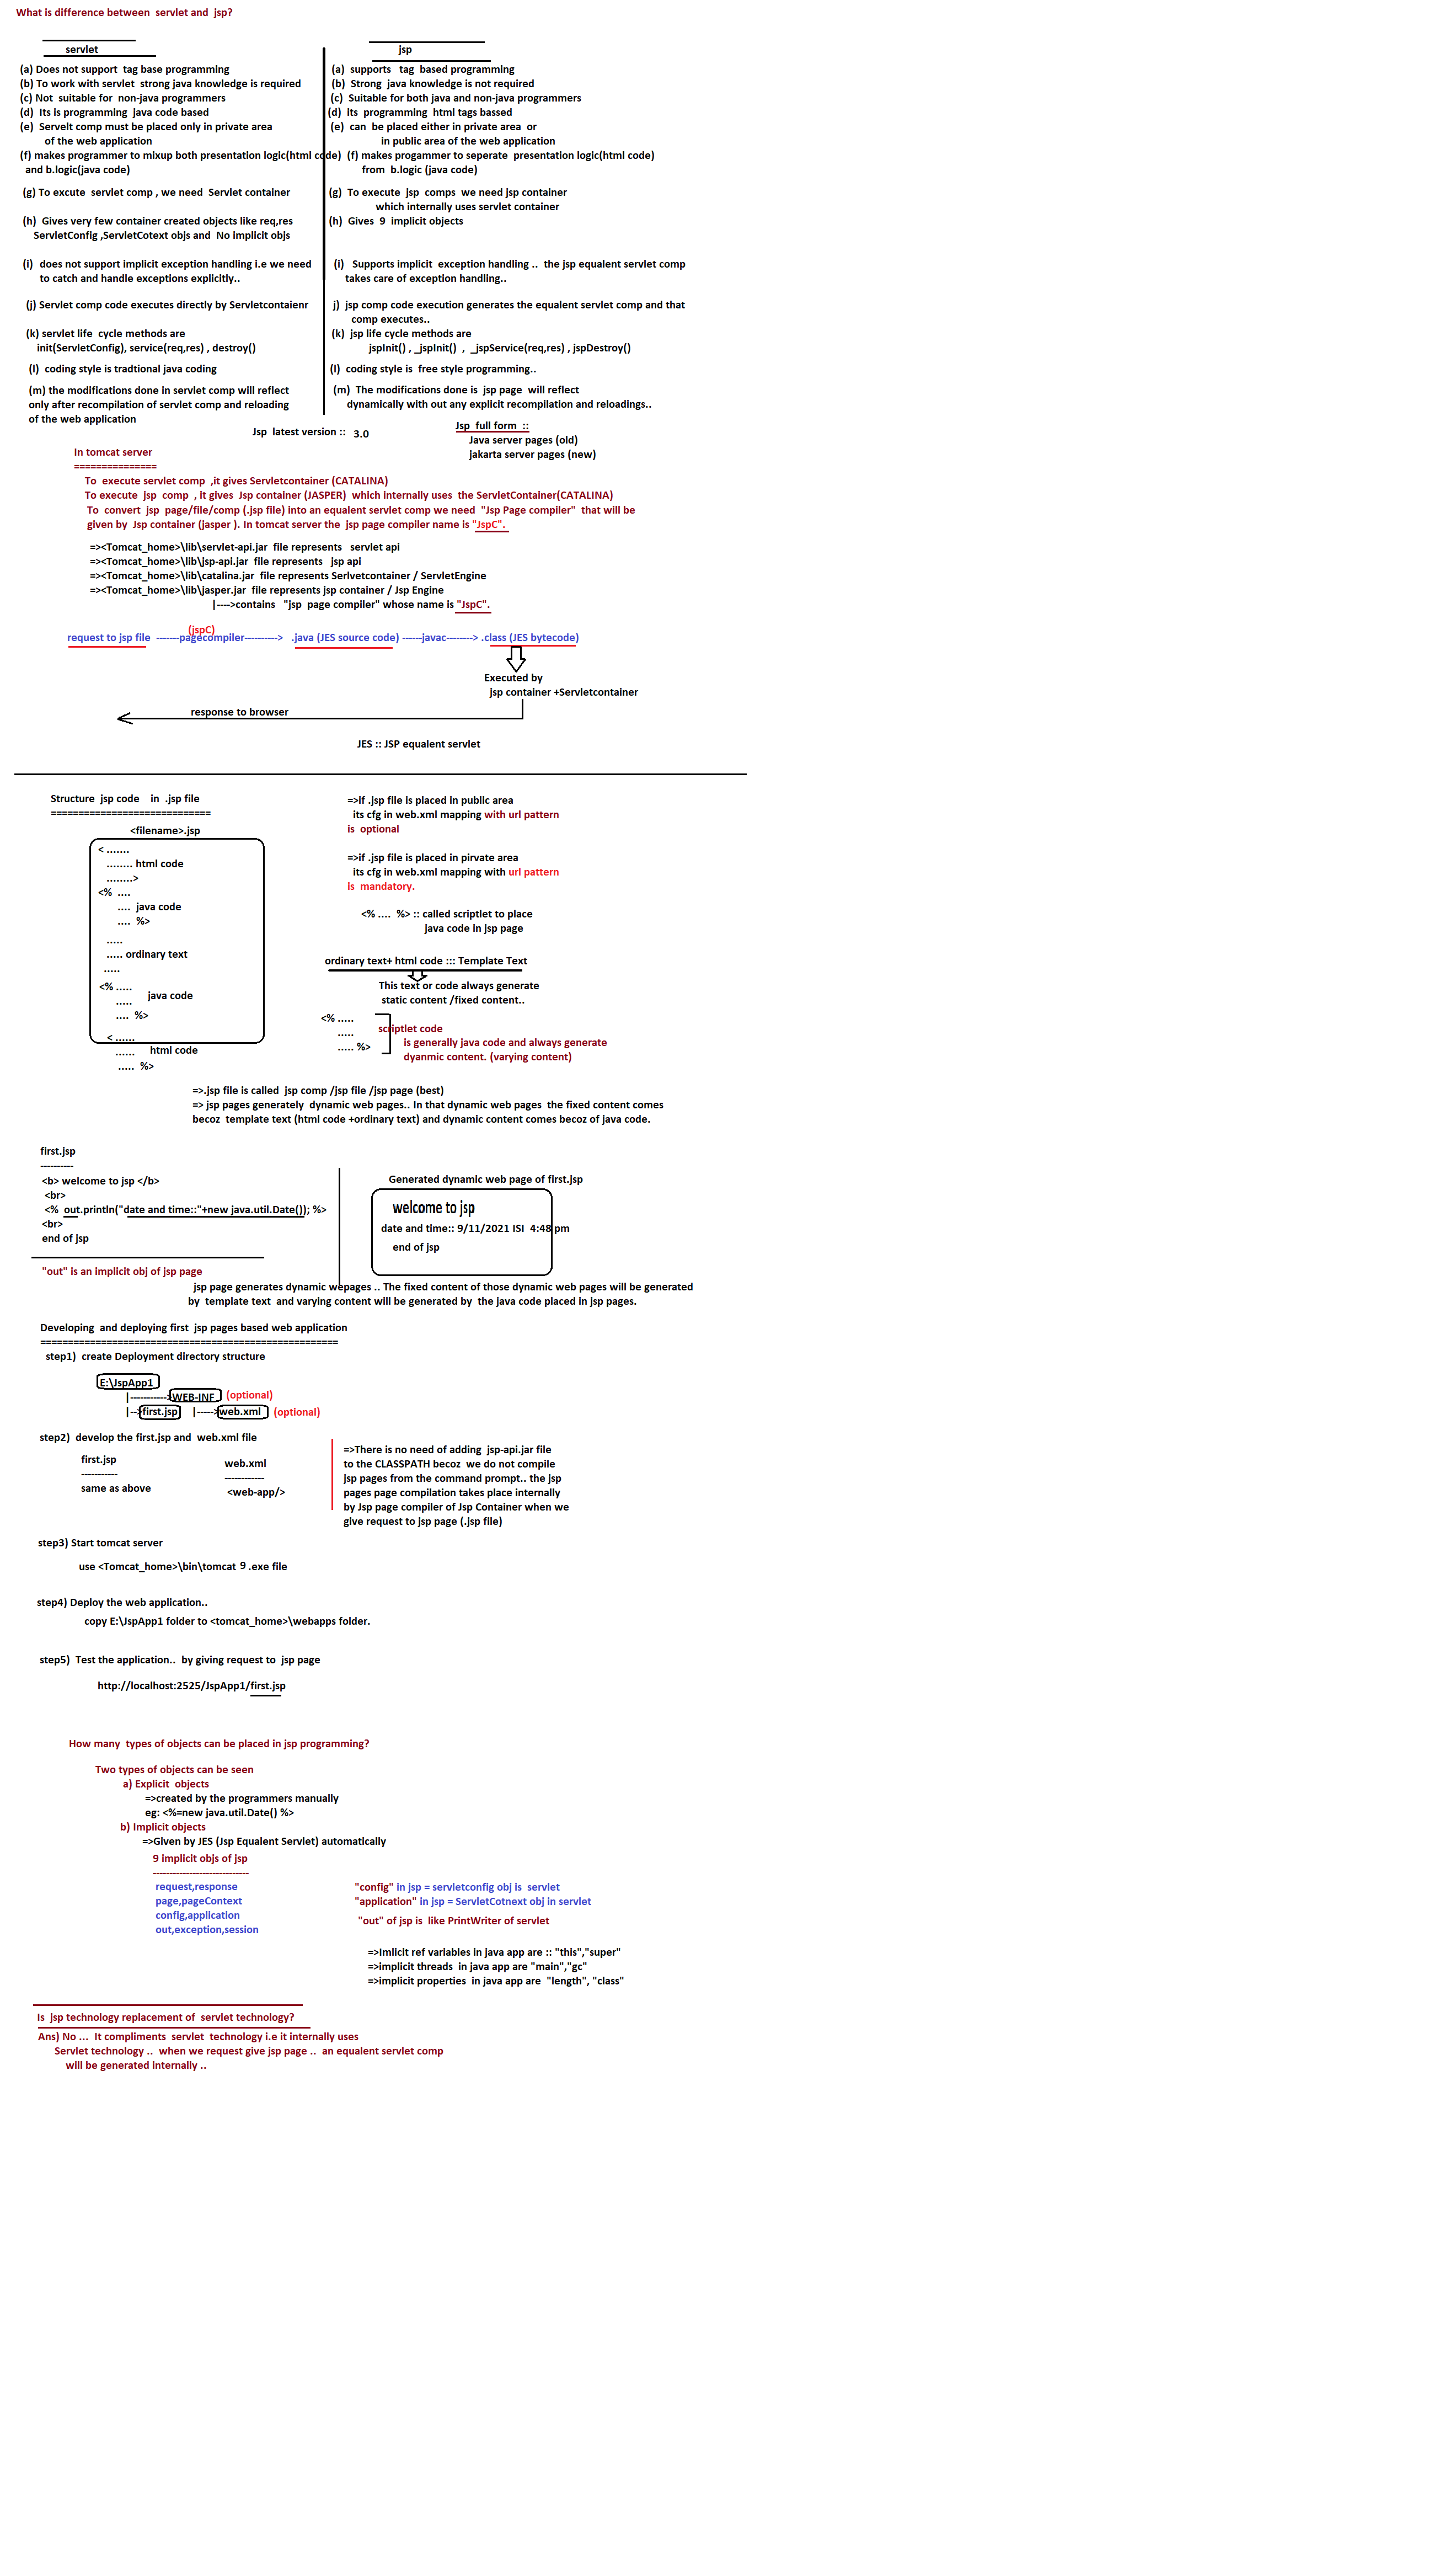 What is difference between servlet and jsp?
servlet
(a) Does not support tag base programming
(b) To work with servlet strong java knowledge is required
(c) Not suitable for non-java programmers
(d) Its is programming java code based
(e) Servelt comp must be placed only in private area
of the web application
(f) makes programmer to mixup both presentation logic(html code)
and b.logic(java code)
(g) To excute servlet comp , we need Servlet container
(h) Gives very few container created objects like req,res
ServletConfig ,ServletCotext objs and No implicit objs
(i) does not support implicit exception handling i.e we need
to catch and handle exceptions explicitly..
(j) Servlet comp code executes directly by Servletcontaienr
(k) servlet life cycle methods are
init(ServletConfig), service(req,res) , destroy()
(l) coding style is tradtional java coding
(m) the modifications done in servlet comp will reflect
only after recompilation of servlet comp and reloading
of the web application
jsp
(a) supports tag based programming
(b) Strong java knowledge is not required
(c) Suitable for both java and non-java programmers
(d) its programming html tags bassed
(e) can be placed either in private area or
in public area of the web application
(f) makes progammer to seperate presentation logic(html code)
from b.logic (java code)
(g) To execute jsp comps we need jsp container
which internally uses servlet container
(h) Gives 9 implicit objects
(i) Supports implicit exception handling .. the jsp equalent servlet comp
takes care of exception handling..
j) jsp comp code execution generates the equalent servlet comp and that
comp executes..
(k) jsp life cycle methods are
jspInit() , _jspInit() , _jspService(req,res) , jspDestroy()
(l) coding style is free style programming..
(m) The modifications done is jsp page will reflect
dynamically with out any explicit recompilation and reloadings..
Jsp latest version :: 3.0
Jsp full form ::
Java server pages (old)
jakarta server pages (new)
In tomcat server
===============
To execute servlet comp ,it gives Servletcontainer (CATALINA)
To execute jsp comp , it gives Jsp container (JASPER) which internally uses the ServletContainer(CATALINA)
To convert jsp page/file/comp (.jsp file) into an equalent servlet comp we need "Jsp Page compiler" that will be
given by Jsp container (jasper ). In tomcat server the jsp page compiler name is "JspC".
=><Tomcat_home>\lib\servlet-api.jar file represents servlet api
=><Tomcat_home>\lib\jsp-api.jar file represents jsp api
=><Tomcat_home>\lib\catalina.jar file represents Serlvetcontainer / ServletEngine
=><Tomcat_home>\lib\jasper.jar file represents jsp container / Jsp Engine
|---->contains "jsp page compiler" whose name is "JspC".
(jspC)
request to jsp file -------pagecompiler----------> .java (JES source code) ------javac--------> .class (JES bytecode)
Executed by
jsp container +Servletcontainer
response to browser
JES :: JSP equalent servlet
Structure jsp code in .jsp file
=============================
<filename>.jsp
< .......
........ html code
........>
<% ....
.... java code
.... %>
.....
..... ordinary text
.....
<% .....
..... java code
.... %>
< ......
...... html code
..... %>
=>if .jsp file is placed in public area
its cfg in web.xml mapping with url pattern
is optional
=>if .jsp file is placed in pirvate area
its cfg in web.xml mapping with url pattern
is mandatory.
<% .... %> :: called scriptlet to place
java code in jsp page
ordinary text+ html code ::: Template Text
This text or code always generate
static content /fixed content..
<% .....
.....
..... %>
scriptlet code
is generally java code and always generate
dyanmic content. (varying content)
=>.jsp file is called jsp comp /jsp file /jsp page (best)
=> jsp pages generately dynamic web pages.. In that dynamic web pages the fixed content comes
becoz template text (html code +ordinary text) and dynamic content comes becoz of java code.
first.jsp
----------
<b> welcome to jsp </b>
<br>
<% out.println("date and time::"+new java.util.Date()); %>
<br>
end of jsp
"out" is an implicit obj of jsp page
Generated dynamic web page of first.jsp
welcome to jsp
date and time:: 9/11/2021 ISI 4:48 pm
end of jsp
jsp page generates dynamic wepages .. The fixed content of those dynamic web pages will be generated
by template text and varying content will be generated by the java code placed in jsp pages.
Developing and deploying first jsp pages based web application
======================================================
step1) create Deployment directory structure
E:\JspApp1
|----------->WEB-INF (optional)
|-->first.jsp |----->web.xml (optional)
step2) develop the first.jsp and web.xml file
first.jsp
-----------
same as above
web.xml
------------
<web-app/>
=>There is no need of adding jsp-api.jar file
to the CLASSPATH becoz we do not compile
jsp pages from the command prompt.. the jsp
pages page compilation takes place internally
by Jsp page compiler of Jsp Container when we
give request to jsp page (.jsp file)
step3) Start tomcat server
use <Tomcat_home>\bin\tomcat 9 .exe file
step4) Deploy the web application..
copy E:\JspApp1 folder to <tomcat_home>\webapps folder.
step5) Test the application.. by giving request to jsp page
http://localhost:2525/JspApp1/first.jsp
How many types of objects can be placed in jsp programming?
Two types of objects can be seen
a) Explicit objects
=>created by the programmers manually
eg: <%=new java.util.Date() %>
b) Implicit objects
=>Given by JES (Jsp Equalent Servlet) automatically
9 implicit objs of jsp
-----------------------------
request,response
page,pageContext
config,application
out,exception,session
"config" in jsp = servletconfig obj is servlet
"application" in jsp = ServletCotnext obj in servlet
"out" of jsp is like PrintWriter of servlet
=>Imlicit ref variables in java app are :: "this","super"
=>implicit threads in java app are "main","gc"
=>implicit properties in java app are "length", "class"
Is jsp technology replacement of servlet technology?
Ans) No ... It compliments servlet technology i.e it internally uses
Servlet technology .. when we request give jsp page .. an equalent servlet comp
will be generated internally ..